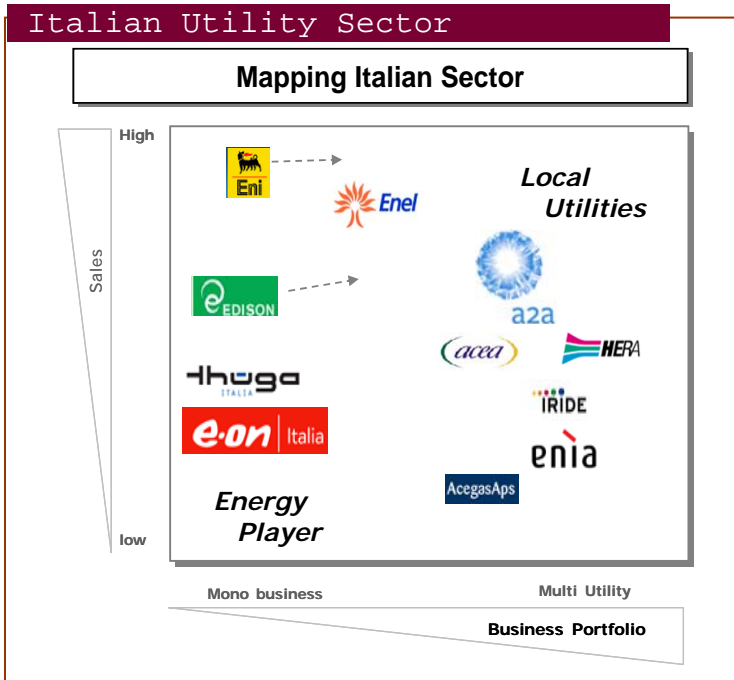 Italian Utility Sector
Mapping Italian Sector
High
Eni
Enel
Local
Utilities
Sales
EDISON
a2a
acea
HERA
thüga
ITALIA
IRIDE
e·on | Italia
enìa
AcegasAps
Energy
Player
low
Mono business
Multi Utility
Business Portfolio